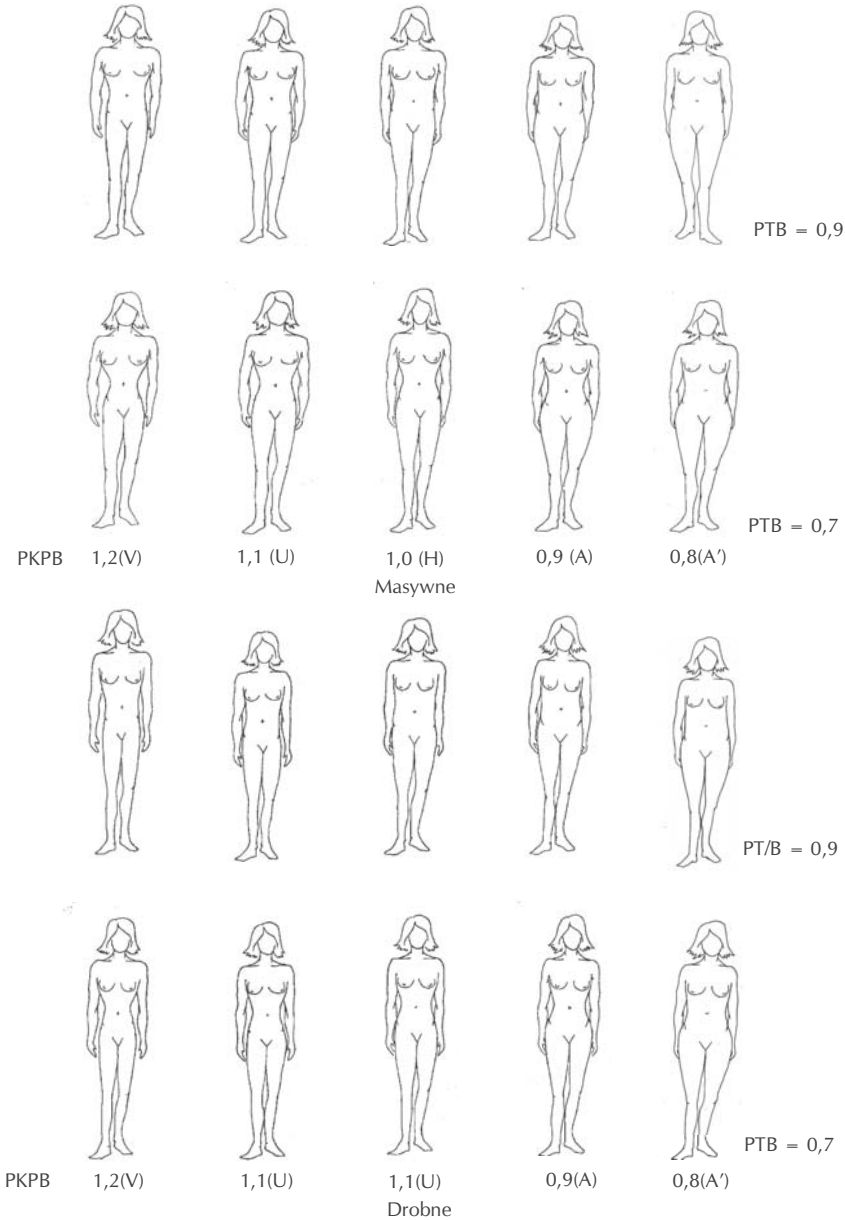 PTB = 0,9
PTB = 0,7
PKPB 1,2(V) 1,1 (U) 1,0 (H) 0,9 (A) 0,8(A’)
Masywne
PT/B = 0,9
PTB = 0,7
PKPB 1,2(V) 1,1(U) 1,1(U) 0,9(A) 0,8(A’)
Drobne